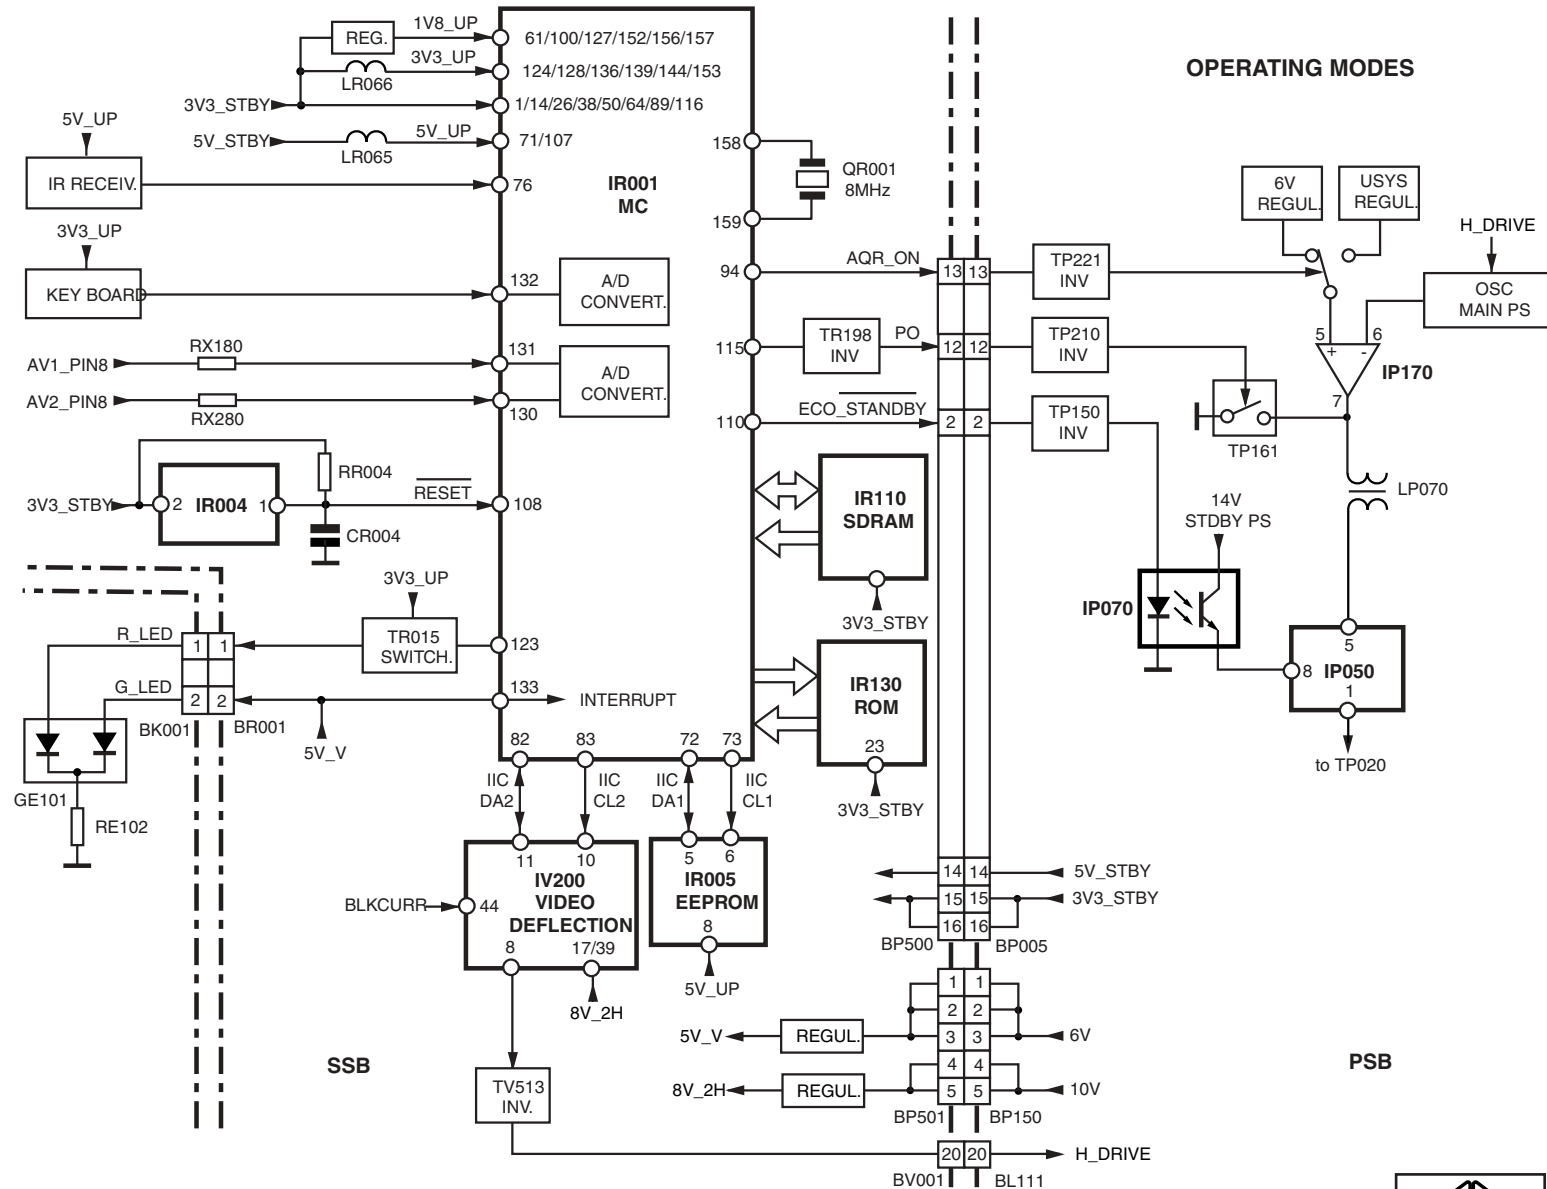 OPERATING MODES
REG.
1V8_UP
61/100/127/152/156/157
3V3_UP
124/128/136/139/144/153
LR066
3V3_STBY
1/14/26/38/50/64/89/116
5V_UP
5V_STBY
5V_UP
71/107
LR065
IR RECEIV.
76
IR001
MC
158
QR001
8MHz
159
3V3_UP
KEY BOARD
132
A/D
CONVERT.
94
AQR_ON
13 13
TP221
INV
6V
REGUL.
USYS
REGUL.
H_DRIVE
OSC
MAIN PS
AV1_PIN8
RX180
131
A/D
CONVERT.
AV2_PIN8
RX280
130
115
TR198
INV
PO
12 12
TP210
INV
5
6
+
-
IP170
7
110
ECO_STANDBY
2 2
TP150
INV
TP161
LP070
RR004
3V3_STBY
2
IR004
1
RESET
108
CR004
IR110
SDRAM
3V3_STBY
14V
STDBY PS
IP070
5
8
IP050
1
to TP020
3V3_UP
R_LED
1 1
TR015
SWITCH.
123
G_LED
2 2
133
INTERRUPT
BK001
BR001
5V_V
GE101
RE102
IR130
ROM
23
3V3_STBY
82
83
72
73
IIC
DA2
IIC
CL2
IIC
DA1
IIC
CL1
11
10
IV200
VIDEO
DEFLECTION
BLKCURR
44
8
17/39
8V_2H
5
6
IR005
EEPROM
8
5V_UP
14 14
5V_STBY
15 15
3V3_STBY
16 16
BP500
BP005
1 1
2 2
5V_V
REGUL.
3 3
6V
4 4
8V_2H
REGUL.
5 5
10V
BP501
BP150
SSB
PSB
TV513
INV.
20 20
H_DRIVE
BV001
BL111